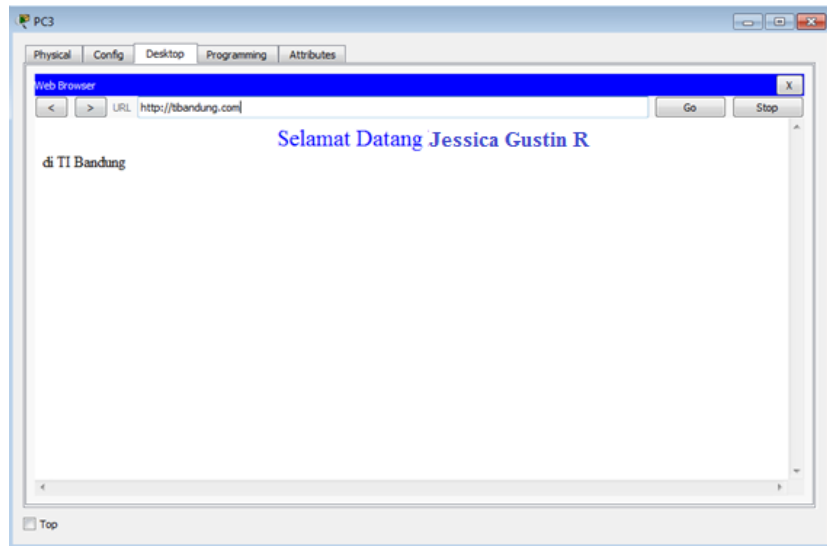 PC3
Physical Config Desktop Programming Attributes
Web Browser X
< > URL http://tibandung.com Go Stop
Selamat Datang Jessica Gustin R
di TI Bandung
Top